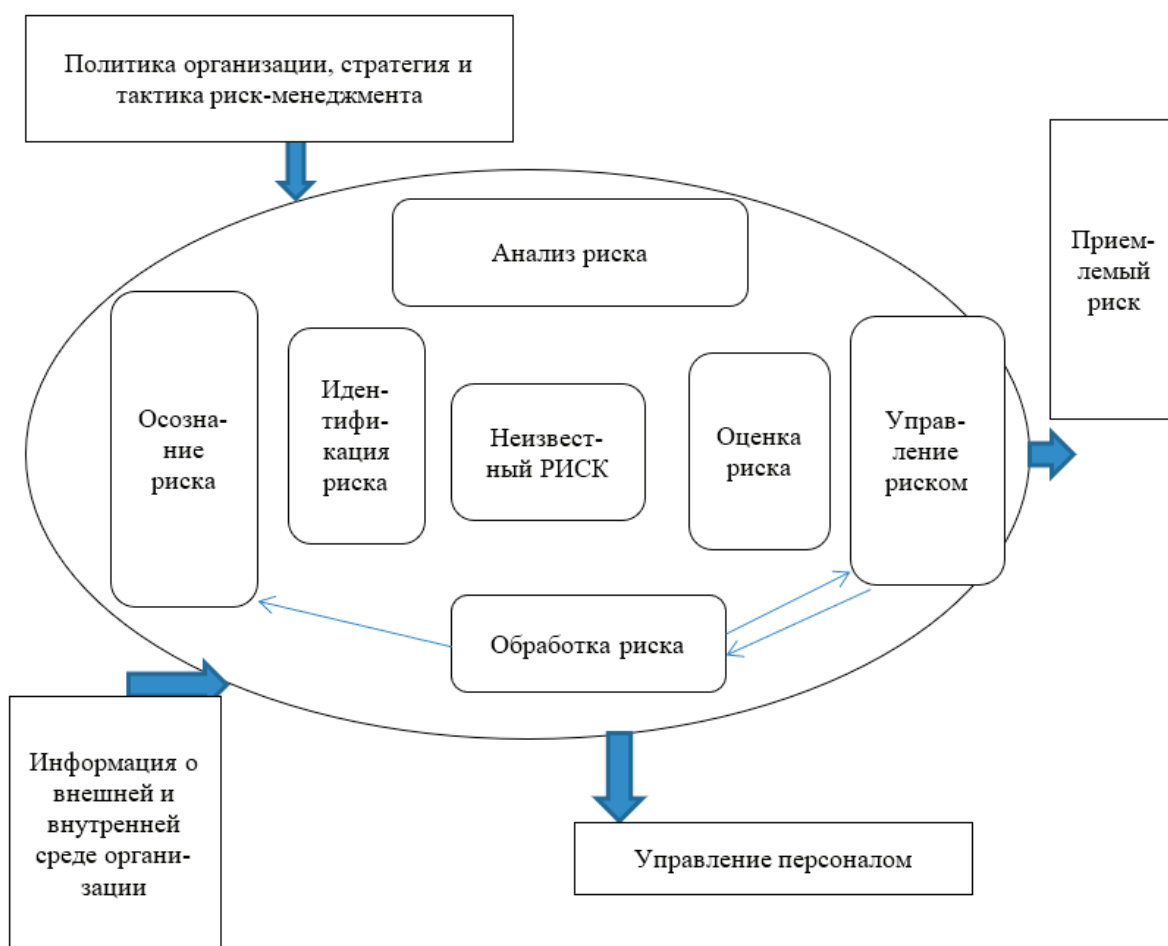 Политика организации, стратегия и
тактика риск-менеджмента
Прием-
лемый
риск
Анализ риска
Осозна-
ние
риска
Иден-
тифи-
кация
риска
Неизвест-
ный РИСК
Оценка
риска
Управ-
ление
риском
Обработка риска
Информация о
внешней и
внутренней
среде органи-
зации
Управление персоналом